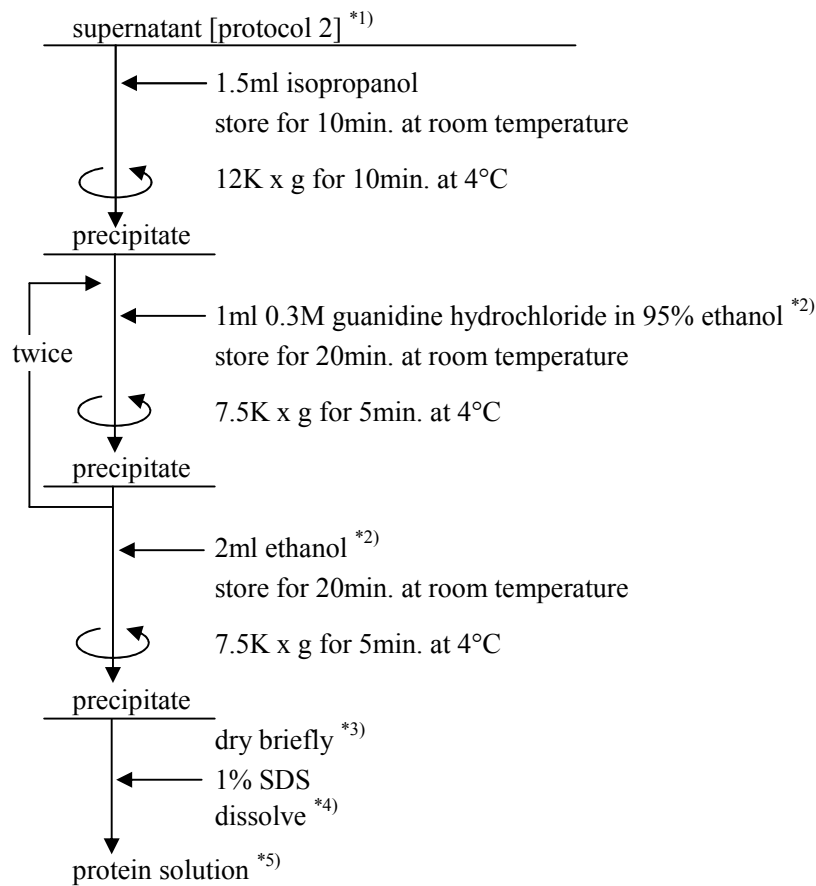 supernatant [protocol 2] *1)
1.5ml isopropanol
store for 10min. at room temperature
12K x g for 10min. at 4°C
precipitate
1ml 0.3M guanidine hydrochloride in 95% ethanol *2)
twice
store for 20min. at room temperature
7.5K x g for 5min. at 4°C
precipitate
2ml ethanol *2)
store for 20min. at room temperature
7.5K x g for 5min. at 4°C
precipitate
dry briefly *3)
1% SDS
dissolve *4)
protein solution *5)